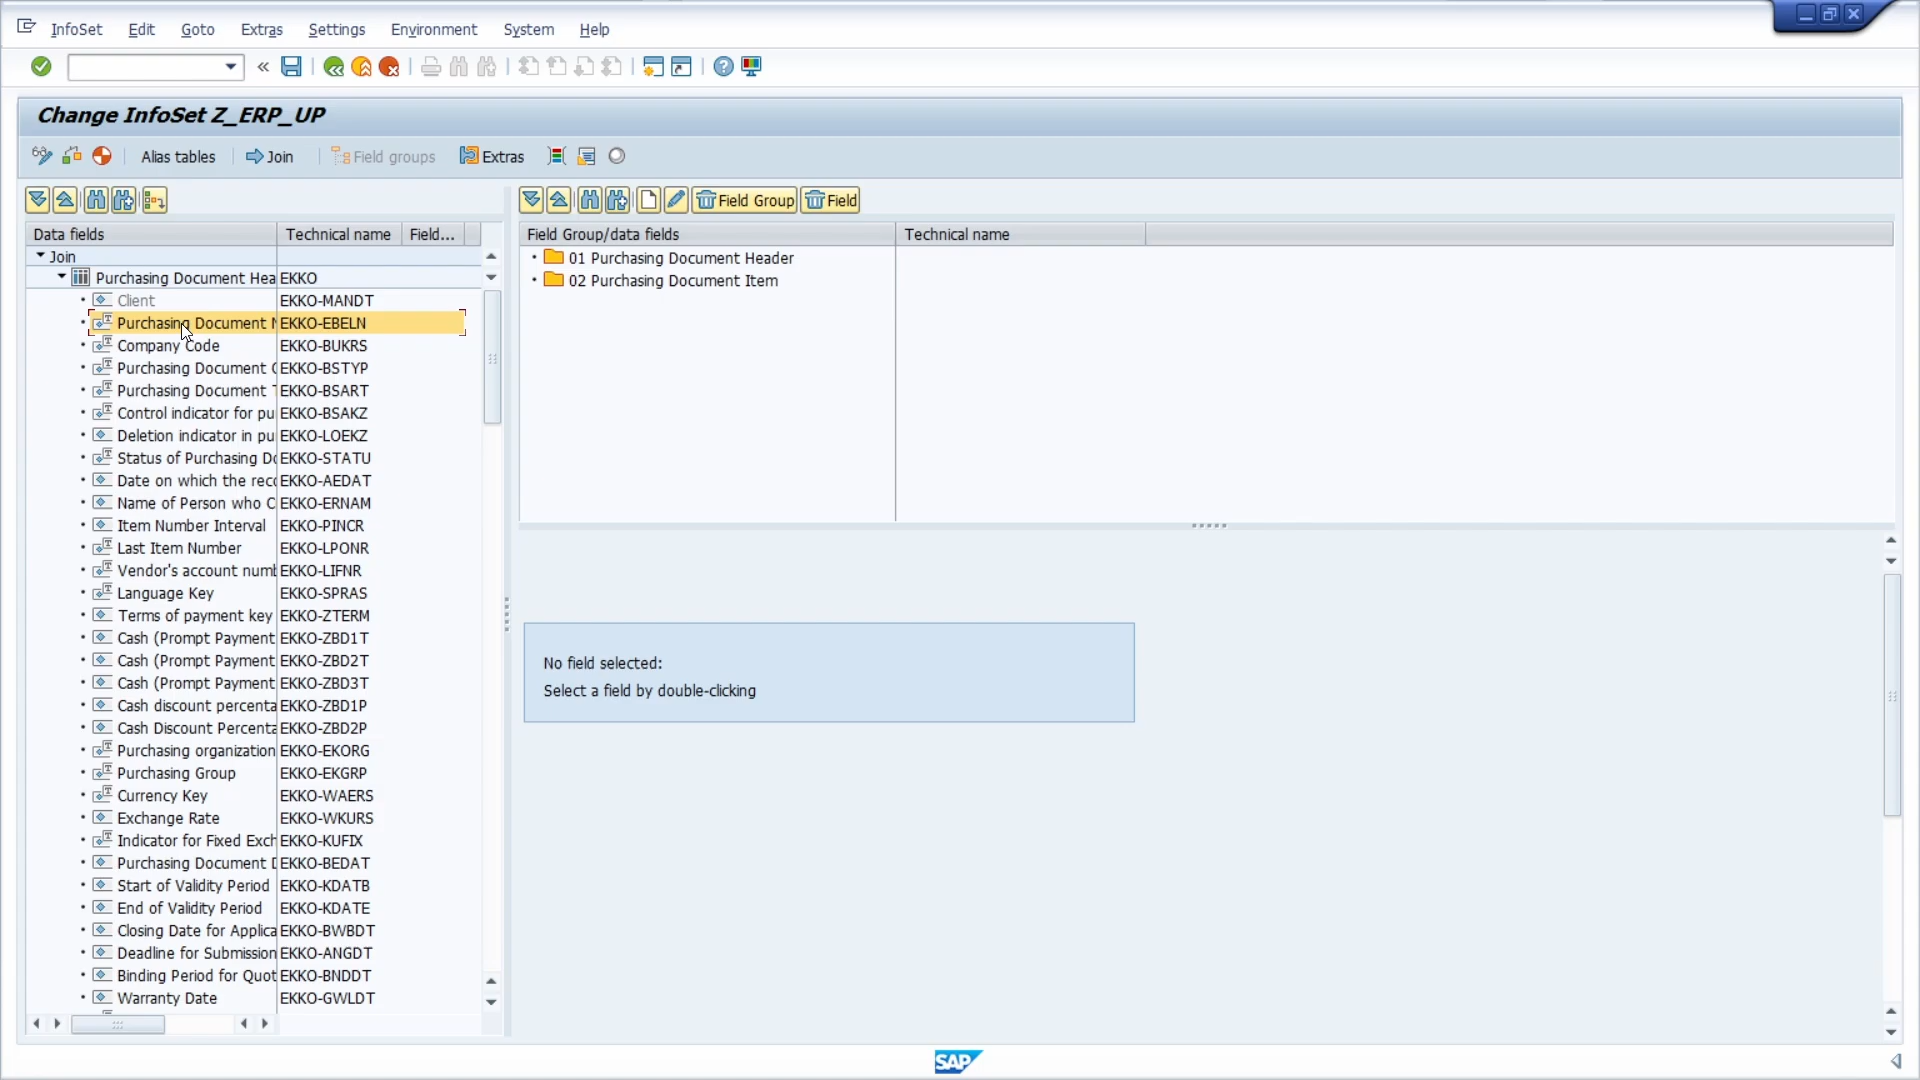 InfoSet Edit Goto Extras Settings Environment System Help
Change InfoSet Z_ERP_UP
Alias tables Join Field groups Extras
Field Group Field
Data fields Technical name Field...
Join
Purchasing Document Hea EKKO
Client EKKO-MANDT
Purchasing Document N EKKO-EBELN
Company Code EKKO-BUKRS
Purchasing Document C EKKO-BSTYP
Purchasing Document T EKKO-BSART
Control indicator for pu EKKO-BSAKZ
Deletion indicator in pu EKKO-LOEKZ
Status of Purchasing Do EKKO-STATU
Date on which the reco EKKO-AEDAT
Name of Person who C EKKO-ERNAM
Item Number Interval EKKO-PINCR
Last Item Number EKKO-LPONR
Vendor's account numb EKKO-LIFNR
Language Key EKKO-SPRAS
Terms of payment key EKKO-ZTERM
Cash (Prompt Payment EKKO-ZBD1T
Cash (Prompt Payment EKKO-ZBD2T
Cash (Prompt Payment EKKO-ZBD3T
Cash discount percenta EKKO-ZBD1P
Cash Discount Percenta EKKO-ZBD2P
Purchasing organization EKKO-EKORG
Purchasing Group EKKO-EKGRP
Currency Key EKKO-WAERS
Exchange Rate EKKO-WKURS
Indicator for Fixed Exch EKKO-KUFIX
Purchasing Document D EKKO-BEDAT
Start of Validity Period EKKO-KDATB
End of Validity Period EKKO-KDATE
Closing Date for Applica EKKO-BWBDT
Deadline for Submission EKKO-ANGDT
Binding Period for Quot EKKO-BNDDT
Warranty Date EKKO-GWLDT
Field Group/data fields Technical name
01 Purchasing Document Header
02 Purchasing Document Item
No field selected:
Select a field by double-clicking
SAP